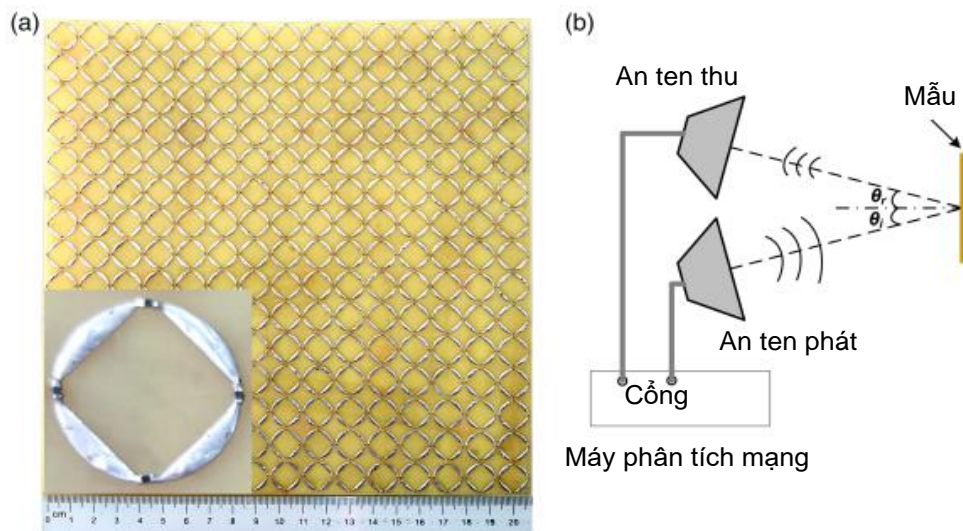 (a)
(b)
An ten thu
Mẫu
θr
θi
An ten phát
Cổng
Máy phân tích mạng
cm 1 2 3 4 5 6 7 8 9 10 11 12 13 14 15 16 17 18 19 20